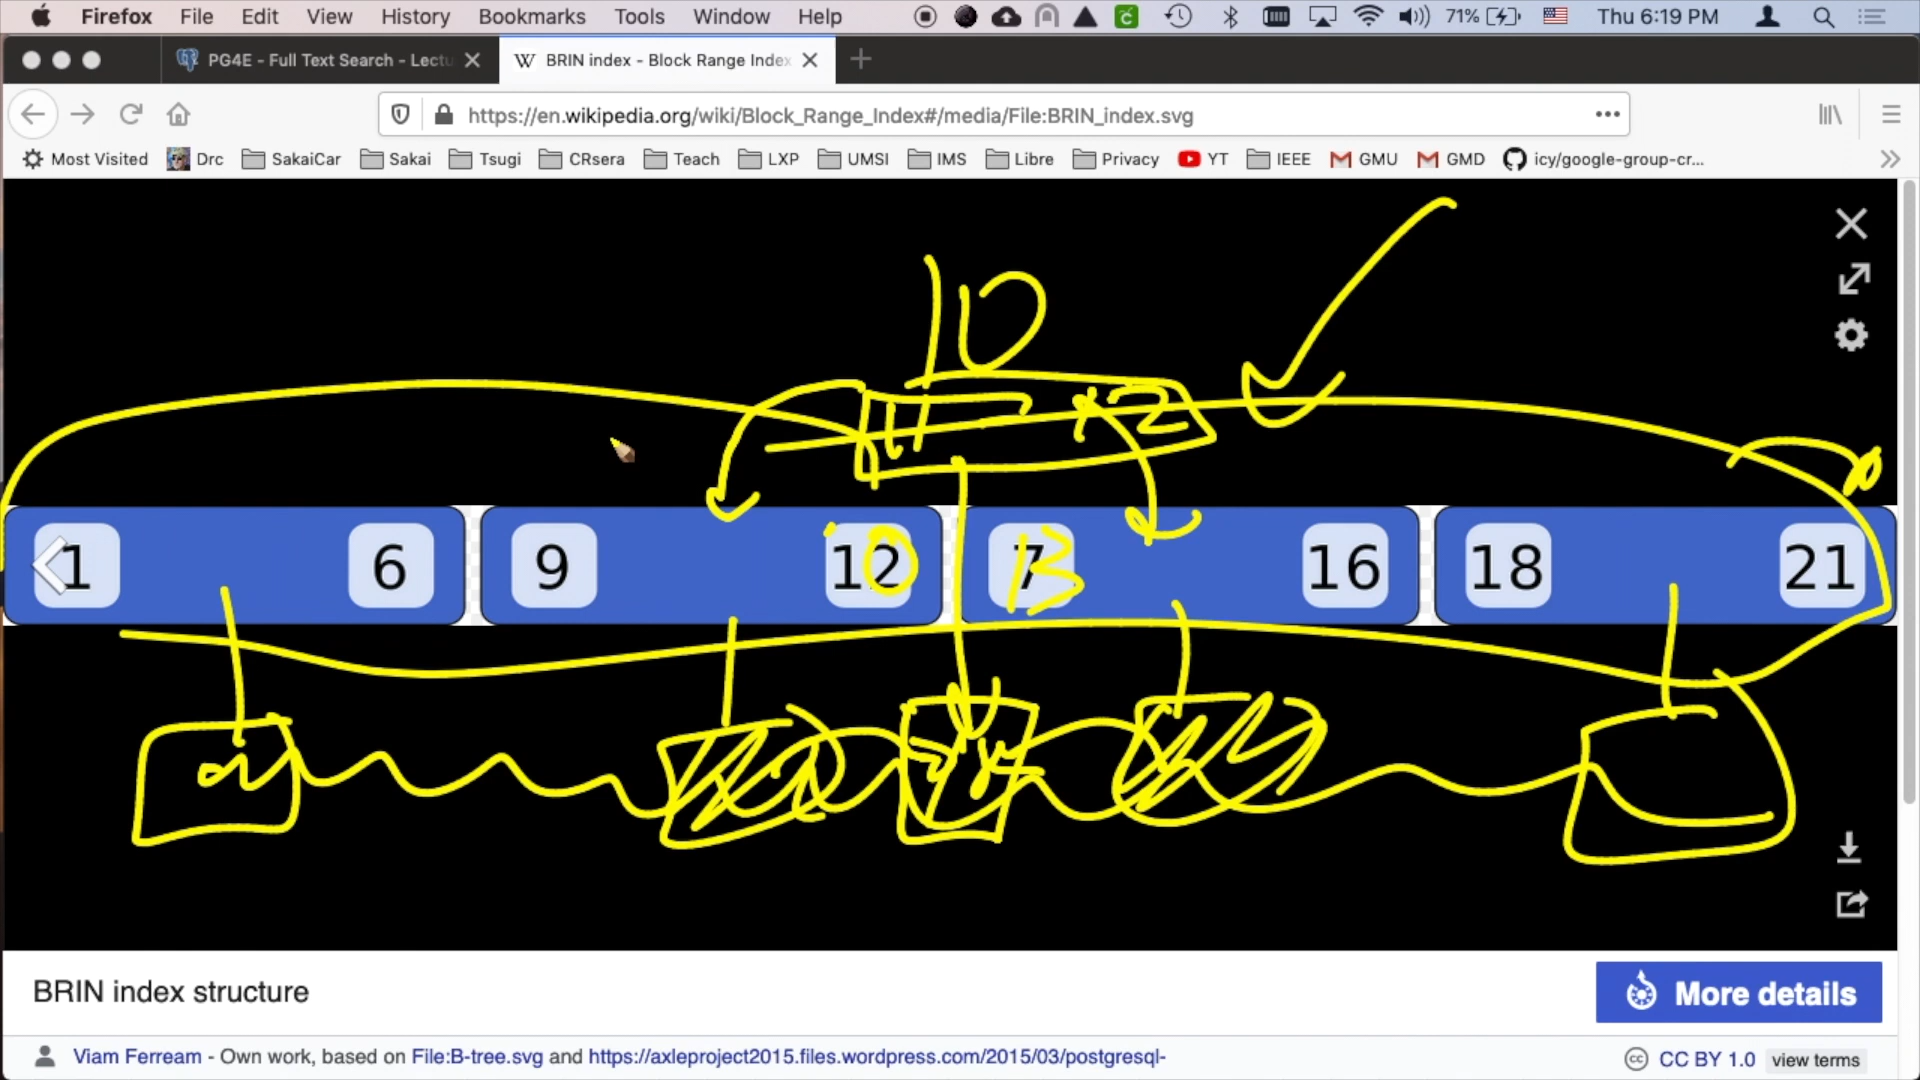 Firefox File Edit View History Bookmarks Tools Window Help 71% Thu 6:19 PM
PG4E - Full Text Search - Lectu
W BRIN index - Block Range Index
https://en.wikipedia.org/wiki/Block_Range_Index#/media/File:BRIN_index.svg
Most Visited Drc SakaiCar Sakai Tsugi CRsera Teach LXP UMSI IMS Libre Privacy YT IEEE GMU GMD icy/google-group-cr...
10
1 6 9 12 7 16 18 21
BRIN index structure
More details
Viam Ferream - Own work, based on File:B-tree.svg and https://axleproject2015.files.wordpress.com/2015/03/postgresql-
CC BY 1.0 view terms